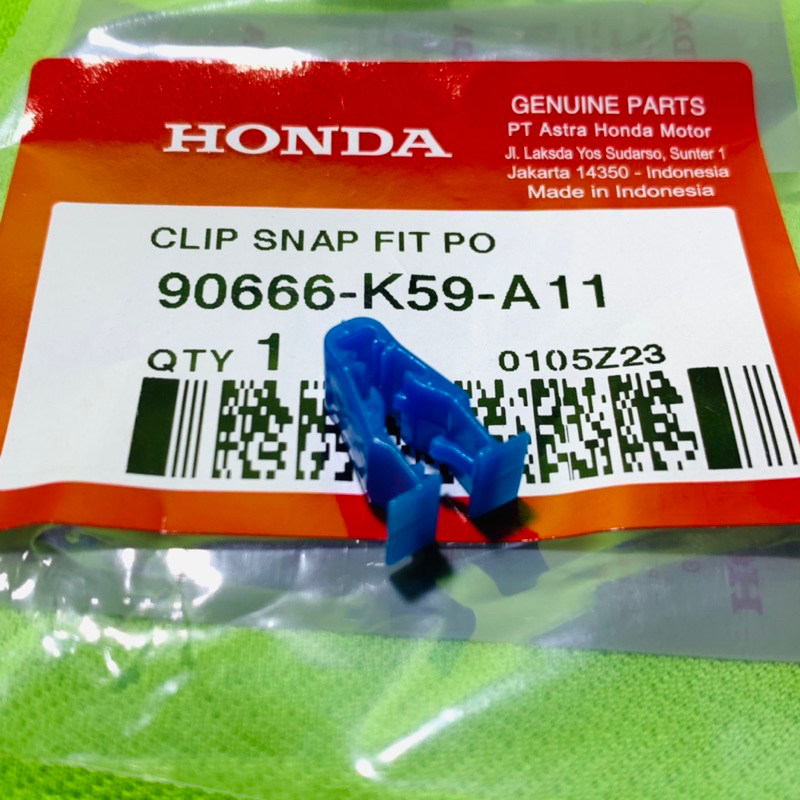 HONDA
GENUINE PARTS
PT Astra Honda Motor
Jl. Laksda Yos Sudarso, Sunter 1
Jakarta 14350 - Indonesia
Made in Indonesia
CLIP SNAP FIT PO
90666-K59-A11
QTY 1
0105Z23